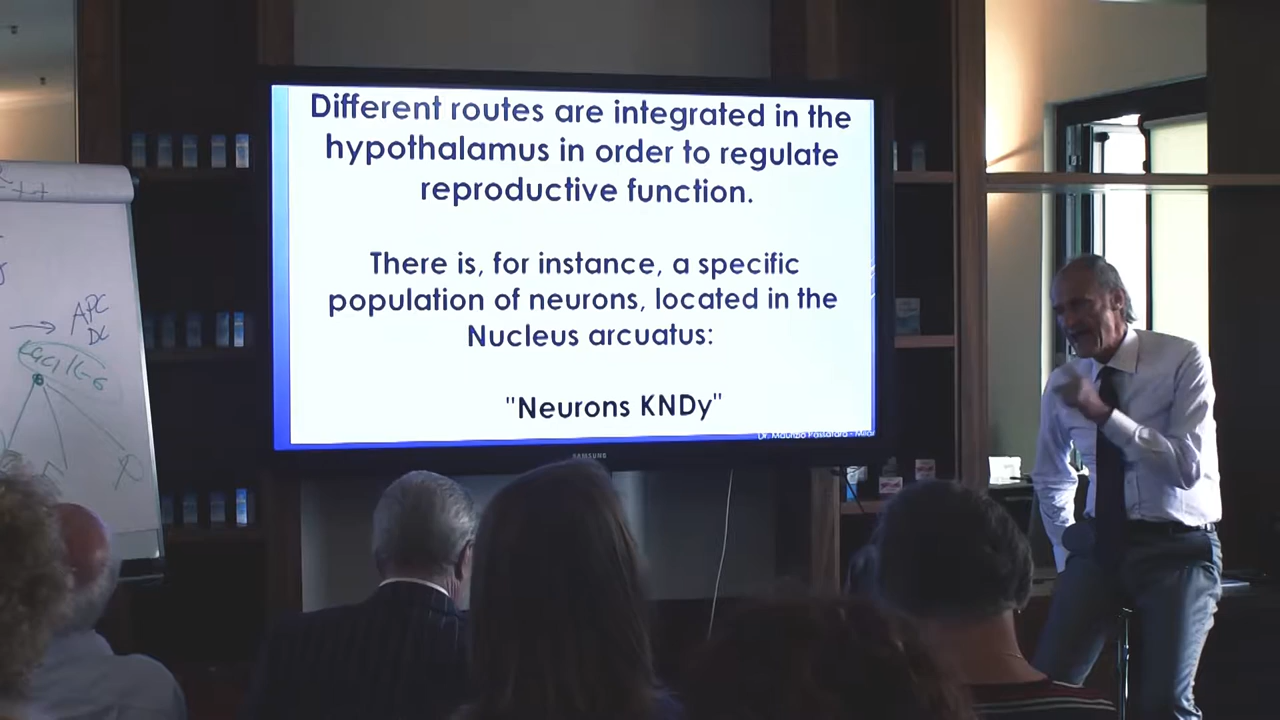 Different routes are integrated in the
hypothalamus in order to regulate
reproductive function.
There is, for instance, a specific
population of neurons, located in the
Nucleus arcuatus:
"Neurons KNDy"
SAMSUNG
APC
DC